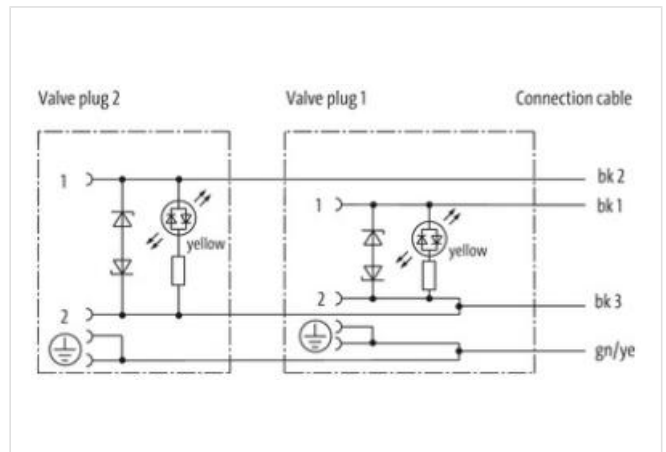 Valve plug 2 Valve plug 1 Connection cable
1 bk 2
1 bk 1
yellow
yellow
2 bk 3
2
gn/ye